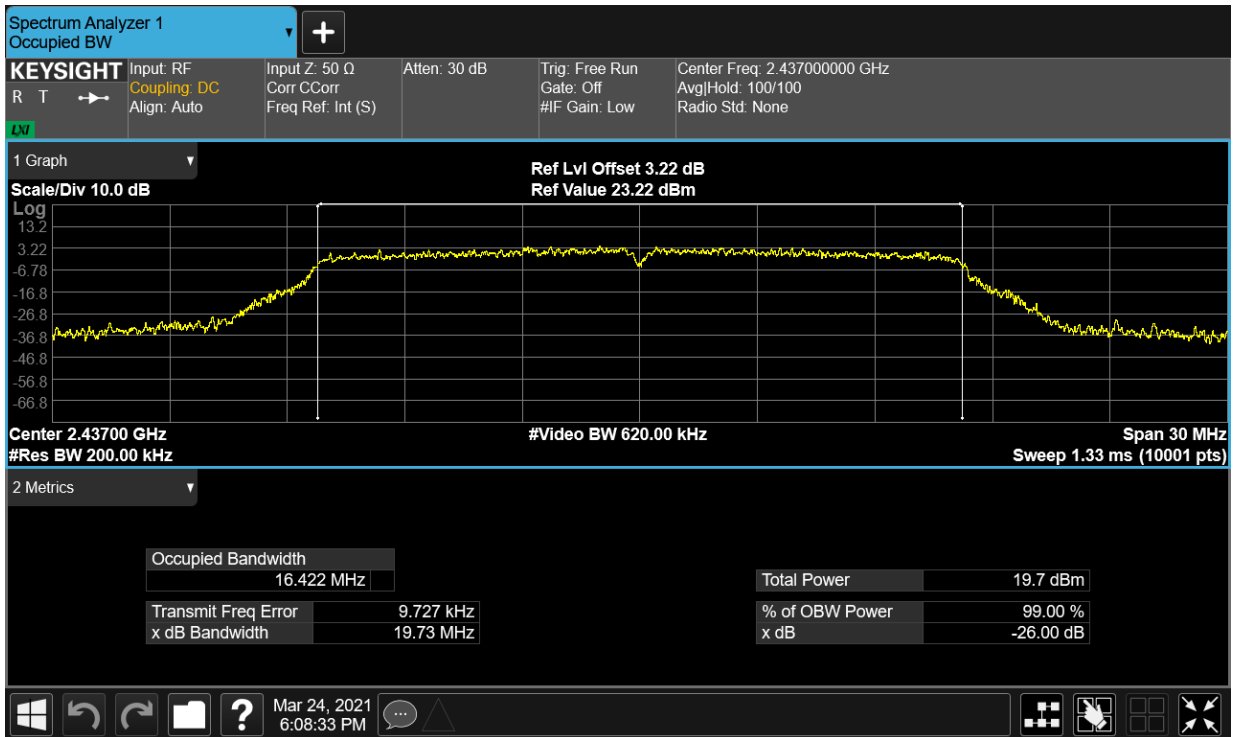 Spectrum Analyzer 1
Occupied BW
KEYSIGHT
R T
LXI
Input: RF
Coupling: DC
Align: Auto
Input Z: 50 Ω
Corr CCorr
Freq Ref: Int (S)
Atten: 30 dB
Trig: Free Run
Gate: Off
#IF Gain: Low
Center Freq: 2.437000000 GHz
Avg|Hold: 100/100
Radio Std: None
1 Graph
Scale/Div 10.0 dB
Ref Lvl Offset 3.22 dB
Ref Value 23.22 dBm
Log
13.2
3.22
-6.78
-16.8
-26.8
-36.8
-46.8
-56.8
-66.8
Center 2.43700 GHz
#Video BW 620.00 kHz
Span 30 MHz
#Res BW 200.00 kHz
Sweep 1.33 ms (10001 pts)
2 Metrics
Occupied Bandwidth
16.422 MHz
Total Power 19.7 dBm
Transmit Freq Error 9.727 kHz
% of OBW Power 99.00 %
x dB Bandwidth 19.73 MHz
x dB -26.00 dB
?
Mar 24, 2021
6:08:33 PM